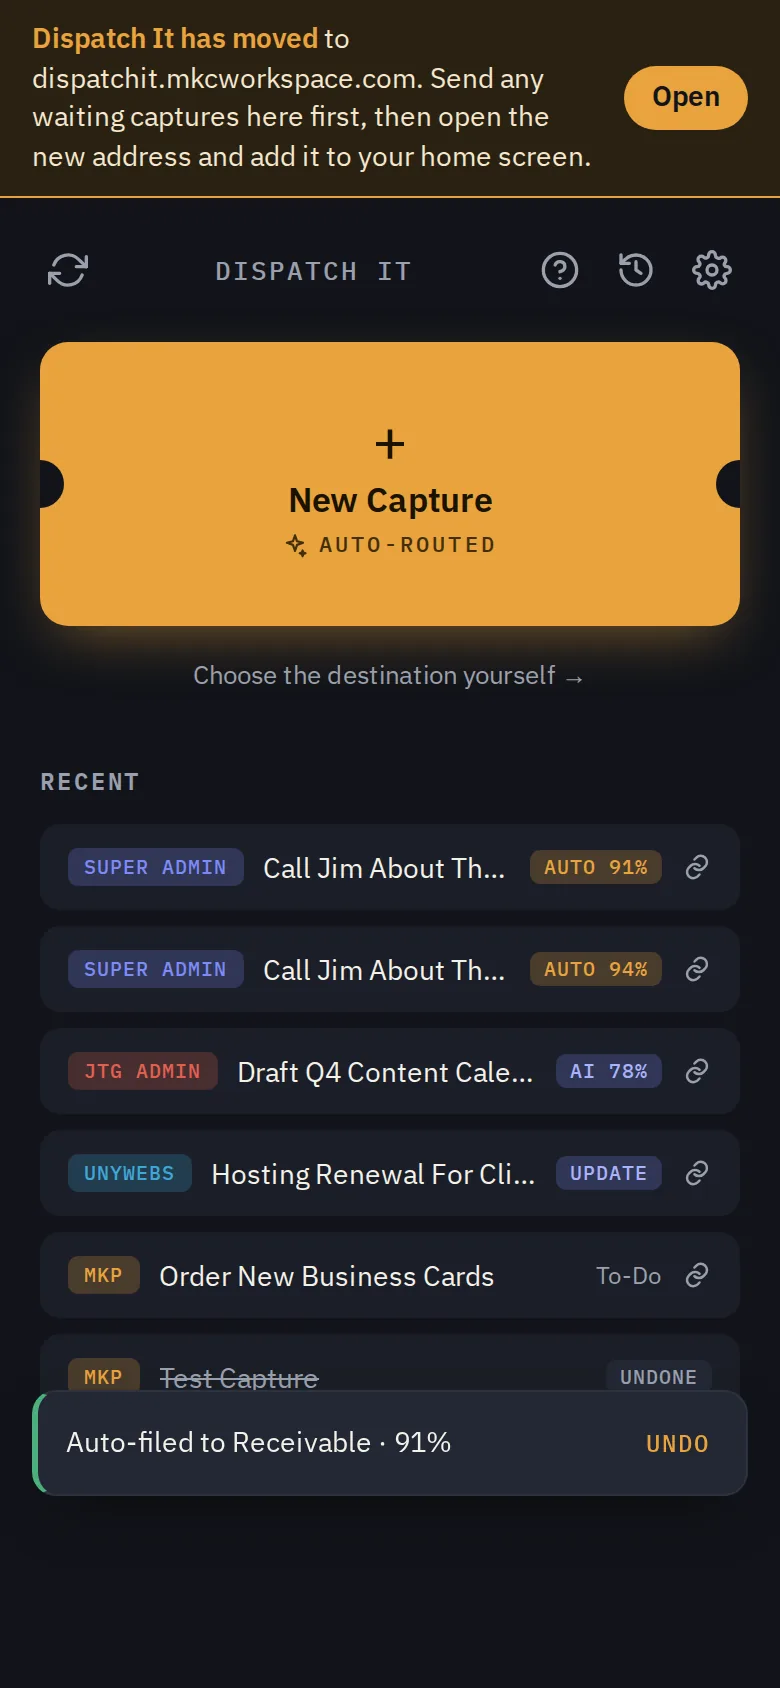 Dispatch It has moved to
dispatchit.mkcworkspace.com. Send any
waiting captures here first, then open the
new address and add it to your home screen.
Open
DISPATCH IT
New Capture
AUTO-ROUTED
Choose the destination yourself →
RECENT
SUPER ADMIN Call Jim About Th... AUTO 91%
SUPER ADMIN Call Jim About Th... AUTO 94%
JTG ADMIN Draft Q4 Content Cale... AI 78%
UNYWEBS Hosting Renewal For Cli... UPDATE
MKP Order New Business Cards To-Do
MKP Test Capture UNDONE
Auto-filed to Receivable · 91% UNDO